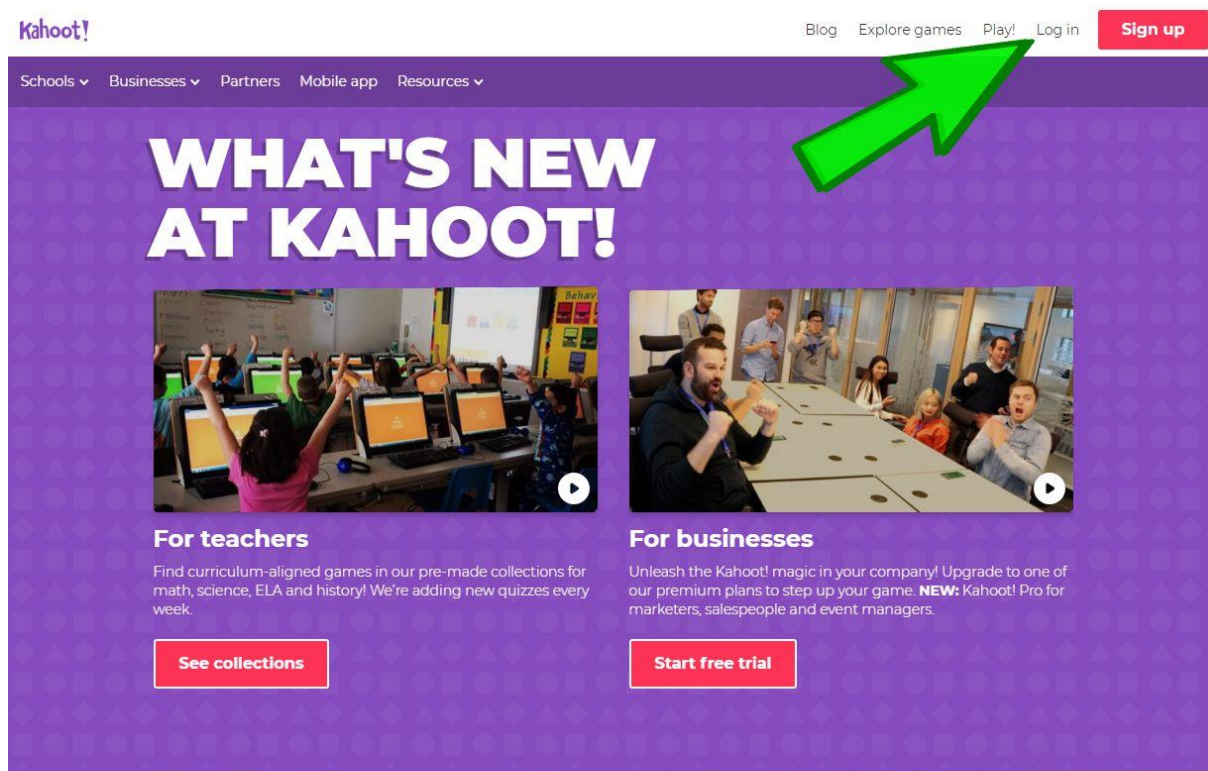 Kahoot!
Blog Explore games Play! Log in Sign up
Schools Businesses Partners Mobile app Resources
WHAT'S NEW
AT KAHOOT!
Behav
For teachers
Find curriculum-aligned games in our pre-made collections for
math, science, ELA and history! We're adding new quizzes every
week.
See collections
For businesses
Unleash the Kahoot! magic in your company! Upgrade to one of
our premium plans to step up your game. NEW: Kahoot! Pro for
marketers, salespeople and event managers.
Start free trial